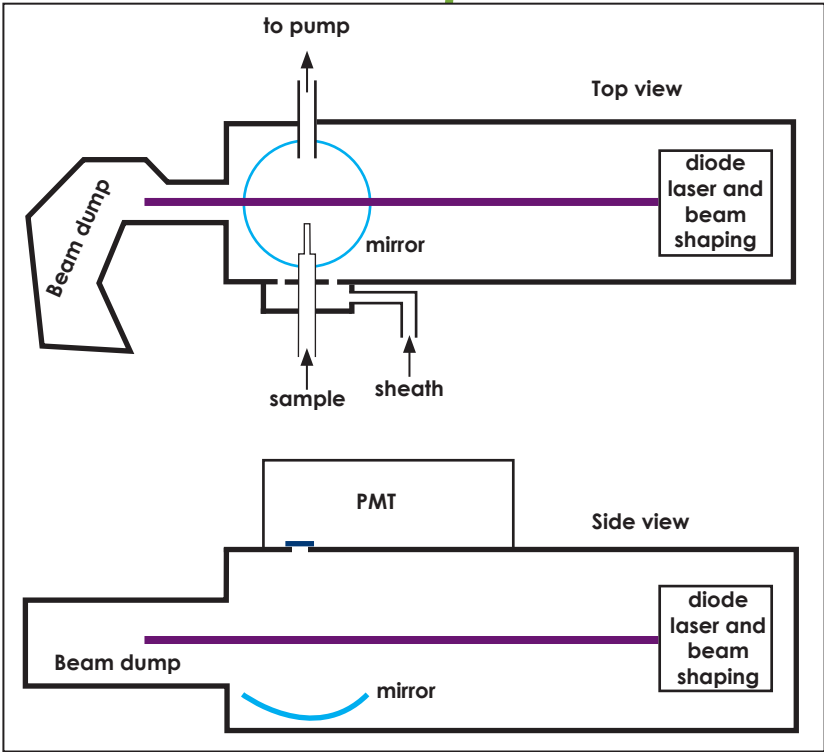 to pump
Top view
diode
laser and
beam
shaping
Beam dump
mirror
sample
sheath
PMT
Side view
diode
laser and
beam
shaping
Beam dump
mirror